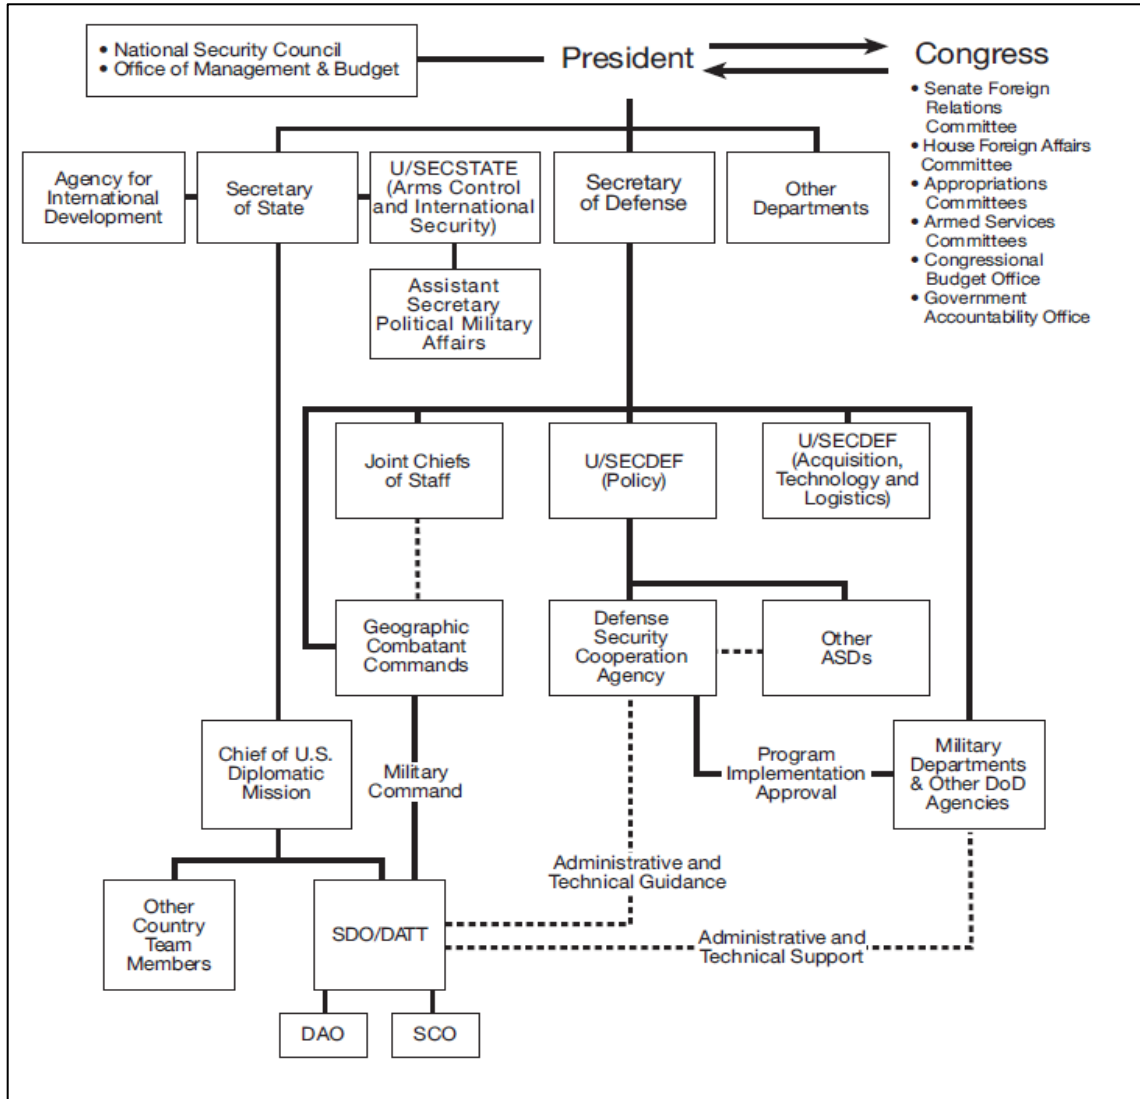 • National Security Council
• Office of Management & Budget
President
Congress
• Senate Foreign
Relations
Committee
• House Foreign Affairs
Committee
• Appropriations
Committees
• Armed Services
Committees
• Congressional
Budget Office
• Government
Accountability Office
Agency for
International
Development
Secretary
of State
U/SECSTATE
(Arms Control
and International
Security)
Secretary
of Defense
Other
Departments
Assistant
Secretary
Political Military
Affairs
Joint Chiefs
of Staff
U/SECDEF
(Policy)
U/SECDEF
(Acquisition,
Technology and
Logistics)
Geographic
Combatant
Commands
Defense
Security
Cooperation
Agency
Other
ASDs
Chief of U.S.
Diplomatic
Mission
Military
Command
Program
Implementation
Approval
Military
Departments
& Other DoD
Agencies
Administrative and
Technical Guidance
Other
Country
Team
Members
SDO/DATT
Administrative and
Technical Support
DAO
SCO